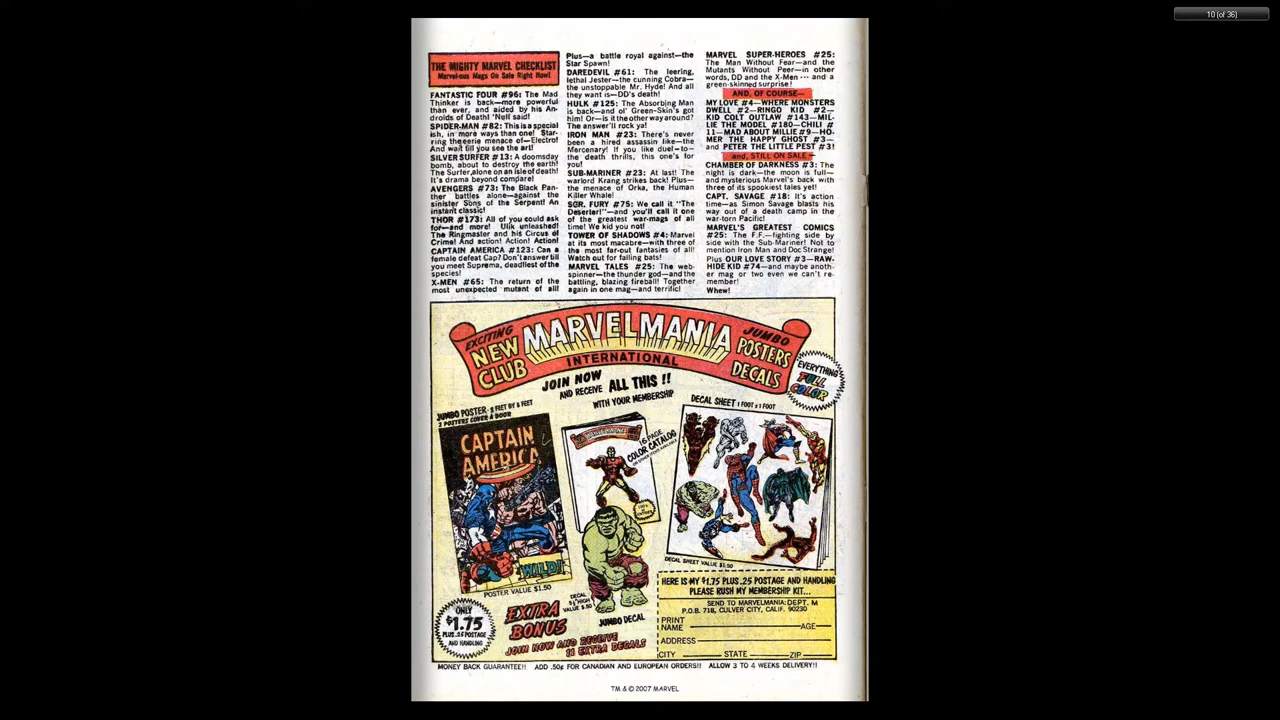 10 (of 36)
THE MIGHTY MARVEL CHECKLIST
Marvel-ous Mags On Sale Right Now!
FANTASTIC FOUR #96: The Mad
Thinker is back—more powerful
than ever, and aided by his An-
droids of Death! 'Nell said!
SPIDER-MAN #82: This is a special
ish, in more ways than one! Star-
ring the eerie menace of—Electro!
And wait till you see the art!
SILVER SURFER #13: A doomsday
bomb, about to destroy the earth!
The Surfer, alone on an isle of death!
It's drama beyond compare!
AVENGERS #73: The Black Pan-
ther battles alone—against the
sinister Sons of the Serpent! An
instant classic!
THOR #173: All of you could ask
for—and more! Ulik unleashed!
The Ringmaster and his Circus of
Crime! And action! Action! Action!
CAPTAIN AMERICA #123: Can a
female defeat Cap? Don't answer till
you meet Suprema, deadliest of the
species!
X-MEN #65: The return of the
most unexpected mutant of all!
Plus—a battle royal against—the
Star Spawn!
DAREDEVIL #61: The leering,
lethal Jester—the cunning Cobra—
the unstoppable Mr. Hyde! And all
they want is—DD's death!
HULK #125: The Absorbing Man
is back—and ol' Green-Skin's got
him! Or—is it the other way around?
The answer'll rock ya!
IRON MAN #23: There's never
been a hired assassin like—the
Mercenary! If you like duel—to—
the death thrills, this one's for
you!
SUB-MARINER #23: At last! The
warlord Krang strikes back! Plus—
the menace of Orka, the Human
Killer Whale!
SGR. FURY #75: We call it "The
Deserter!"—and you'll call it one
of the greatest war-mags of all
time! We kid you not!
TOWER OF SHADOWS #4: Marvel
at its most macabre—with three of
the most far-out fantasies of all!
Watch out for falling bats!
MARVEL TALES #25: The web-
spinner—the thunder god—and the
battling, blazing fireball! Together
again in one mag—and terrific!
MARVEL SUPER-HEROES #25:
The Man Without Fear—and the
Mutants Without Peer—in other
words, DD and the X-Men --- and a
green-skinned surprise!
AND, OF COURSE—
MY LOVE #4—WHERE MONSTERS
DWELL #2—RINGO KID #2—
KID COLT OUTLAW #143—MIL-
LIE THE MODEL #180—CHILI #
11—MAD ABOUT MILLIE #9—HO-
MER THE HAPPY GHOST #3—
and PETER THE LITTLE PEST #3!
and, STILL ON SALE—
CHAMBER OF DARKNESS #3: The
night is dark—the moon is full—
and mysterious Marvel's back with
three of its spookiest tales yet!
CAPT. SAVAGE #18: It's action
time—as Simon Savage blasts his
way out of a death camp in the
war-torn Pacific!
MARVEL'S GREATEST COMICS
#25: The F.F.—fighting side by
side with the Sub-Mariner! Not to
mention Iron Man and Doc Strange!
Plus OUR LOVE STORY #3—RAW-
HIDE KID #74—and maybe anoth-
er mag or two even we can't re-
member!
Whew!
EXCITING
NEW
CLUB
MARVELMANIA
INTERNATIONAL
JUMBO
POSTERS
DECALS
EVERYTHING
FULL
COLOR
JOIN NOW
AND RECEIVE
ALL THIS !!
WITH YOUR MEMBERSHIP
JUMBO POSTER-
2 POSTERS COVER A DOOR
CAPTAIN
AMERICA
WILD!
POSTER VALUE $1.50
MARVELMANIA
16 PAGE
COLOR CATALOG
DECAL SHEET 1 FOOT x 1 FOOT
DECAL SHEET VALUE $1.50
ONLY
$1.75
PLUS .25 POSTAGE
AND HANDLING
EXTRA
BONUS
DECAL
VALUE $.50
JUMBO DECAL
JOIN NOW AND RECEIVE
EXTRA DECALS
HERE IS MY $1.75 PLUS .25 POSTAGE AND HANDLING
PLEASE RUSH MY MEMBERSHIP KIT...
SEND TO MARVELMANIA: DEPT. M
P.O.B. 718, CULVER CITY, CALIF. 90230
PRINT
NAME AGE
ADDRESS
CITY STATE ZIP
MONEY BACK GUARANTEE!! ADD .50¢ FOR CANADIAN AND EUROPEAN ORDERS!! ALLOW 3 TO 4 WEEKS DELIVERY!!
TM & © 2007 MARVEL